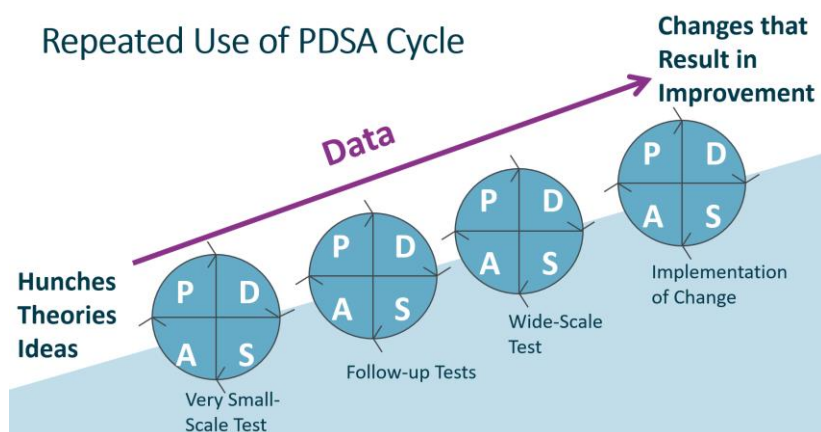 Repeated Use of PDSA Cycle
Changes that
Result in
Improvement
Data
Hunches
Theories
Ideas
P D
A S
Very Small-
Scale Test
P D
A S
Follow-up Tests
P D
A S
Wide-Scale
Test
P D
A S
Implementation
of Change